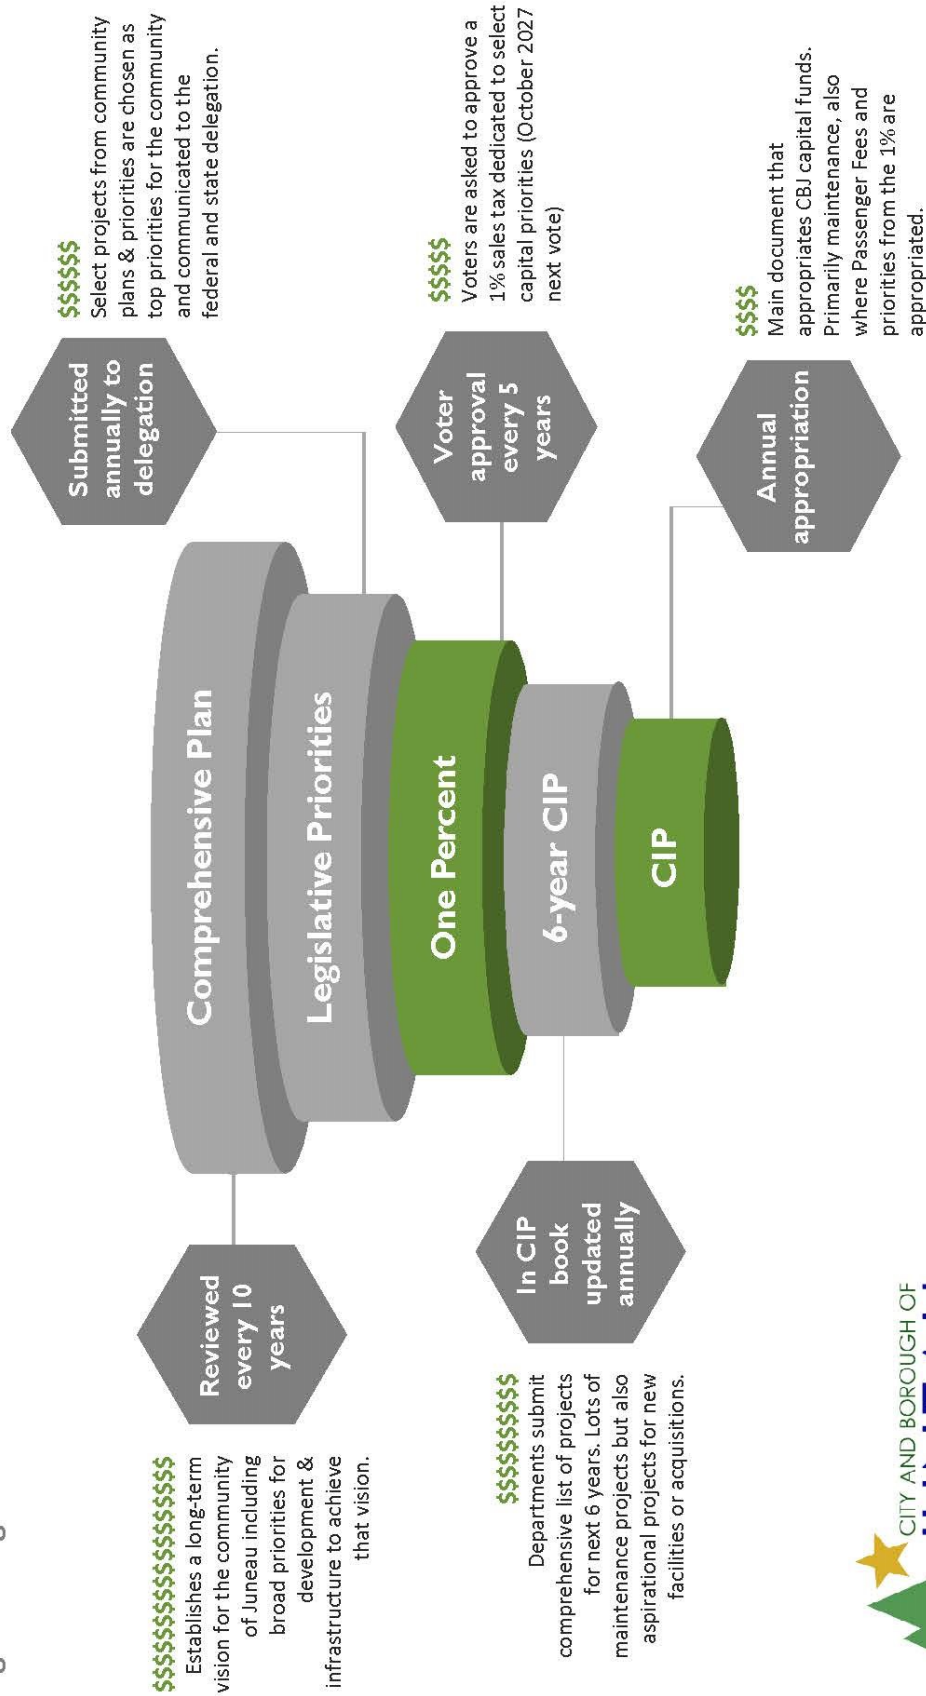 Comprehensive Plan
Legislative Priorities
One Percent
6-year CIP
CIP
Reviewed
every 10
years
$$$$$$$$$$$$$$$$$$
Establishes a long-term
vision for the community
of Juneau including
broad priorities for
development &
infrastructure to achieve
that vision.
Submitted
annually to
delegation
$$$$$$
Select projects from community
plans & priorities are chosen as
top priorities for the community
and communicated to the
federal and state delegation.
Voter
approval
every 5
years
$$$$$
Voters are asked to approve a
1% sales tax dedicated to select
capital priorities (October 2027
next vote)
In CIP
book
updated
annually
$$$$$$$$$$
Departments submit
comprehensive list of projects
for next 6 years. Lots of
maintenance projects but also
aspirational projects for new
facilities or acquisitions.
Annual
appropriation
$$$$
Main document that
appropriates CBJ capital funds.
Primarily maintenance, also
where Passenger Fees and
priorities from the 1% are
appropriated.
CITY AND BOROUGH OF